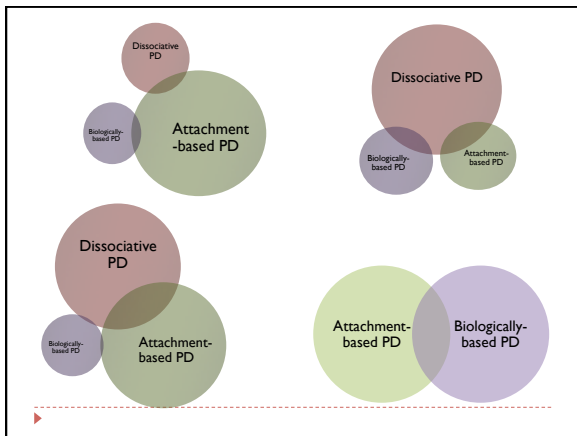 Dissociative
PD
Biologically-
based PD
Attachment
-based PD
Dissociative PD
Biologically-
based PD
Attachment-
based PD
Dissociative
PD
Biologically-
based PD
Attachment-
based PD
Attachment-
based PD
Biologically-
based PD